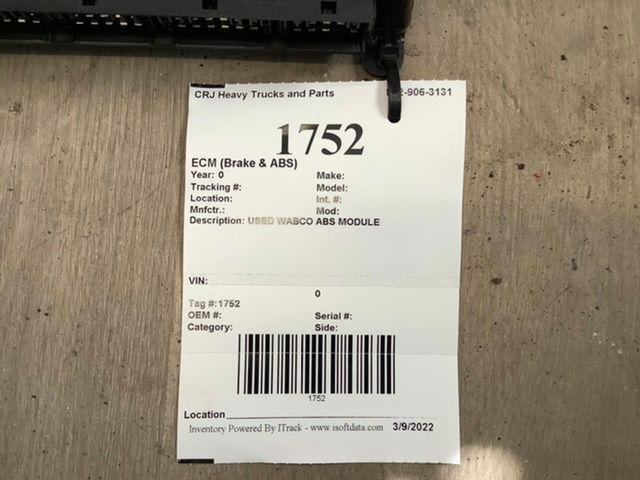 CRJ Heavy Trucks and Parts -906-3131
1752
ECM (Brake & ABS)
Year: 0 Make:
Tracking #: Model:
Location: Int. #:
Mnfctr.: Mod:
Description: USED WABCO ABS MODULE
VIN:
0
Tag #:1752
OEM #: Serial #:
Category: Side:
1752
Location
Inventory Powered By ITrack - www.isoftdata.com 3/9/2022